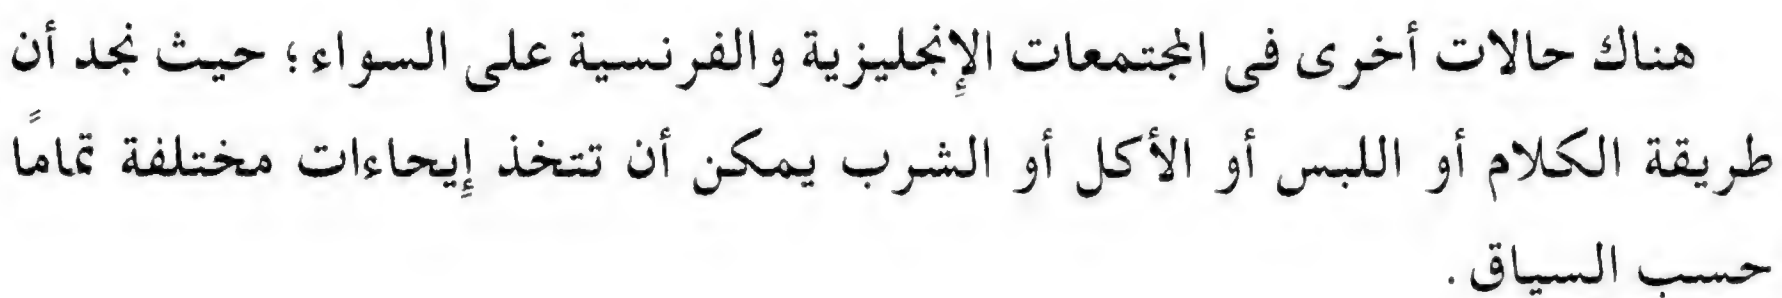 هناك حالات أخرى فى المجتمعات الإنجليزية والفرنسية على السواء؛ حيث نجد أن
طريقة الكلام أو اللبس أو الأكل أو الشرب يمكن أن تتخذ إيحاءات مختلفة تمامًا
حسب السياق.